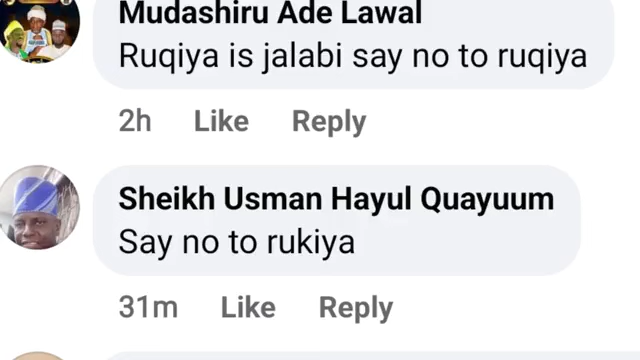 Mudashiru Ade Lawal
Ruqiya is jalabi say no to ruqiya
2h Like Reply
Sheikh Usman Hayul Quayuum
Say no to rukiya
31m Like Reply